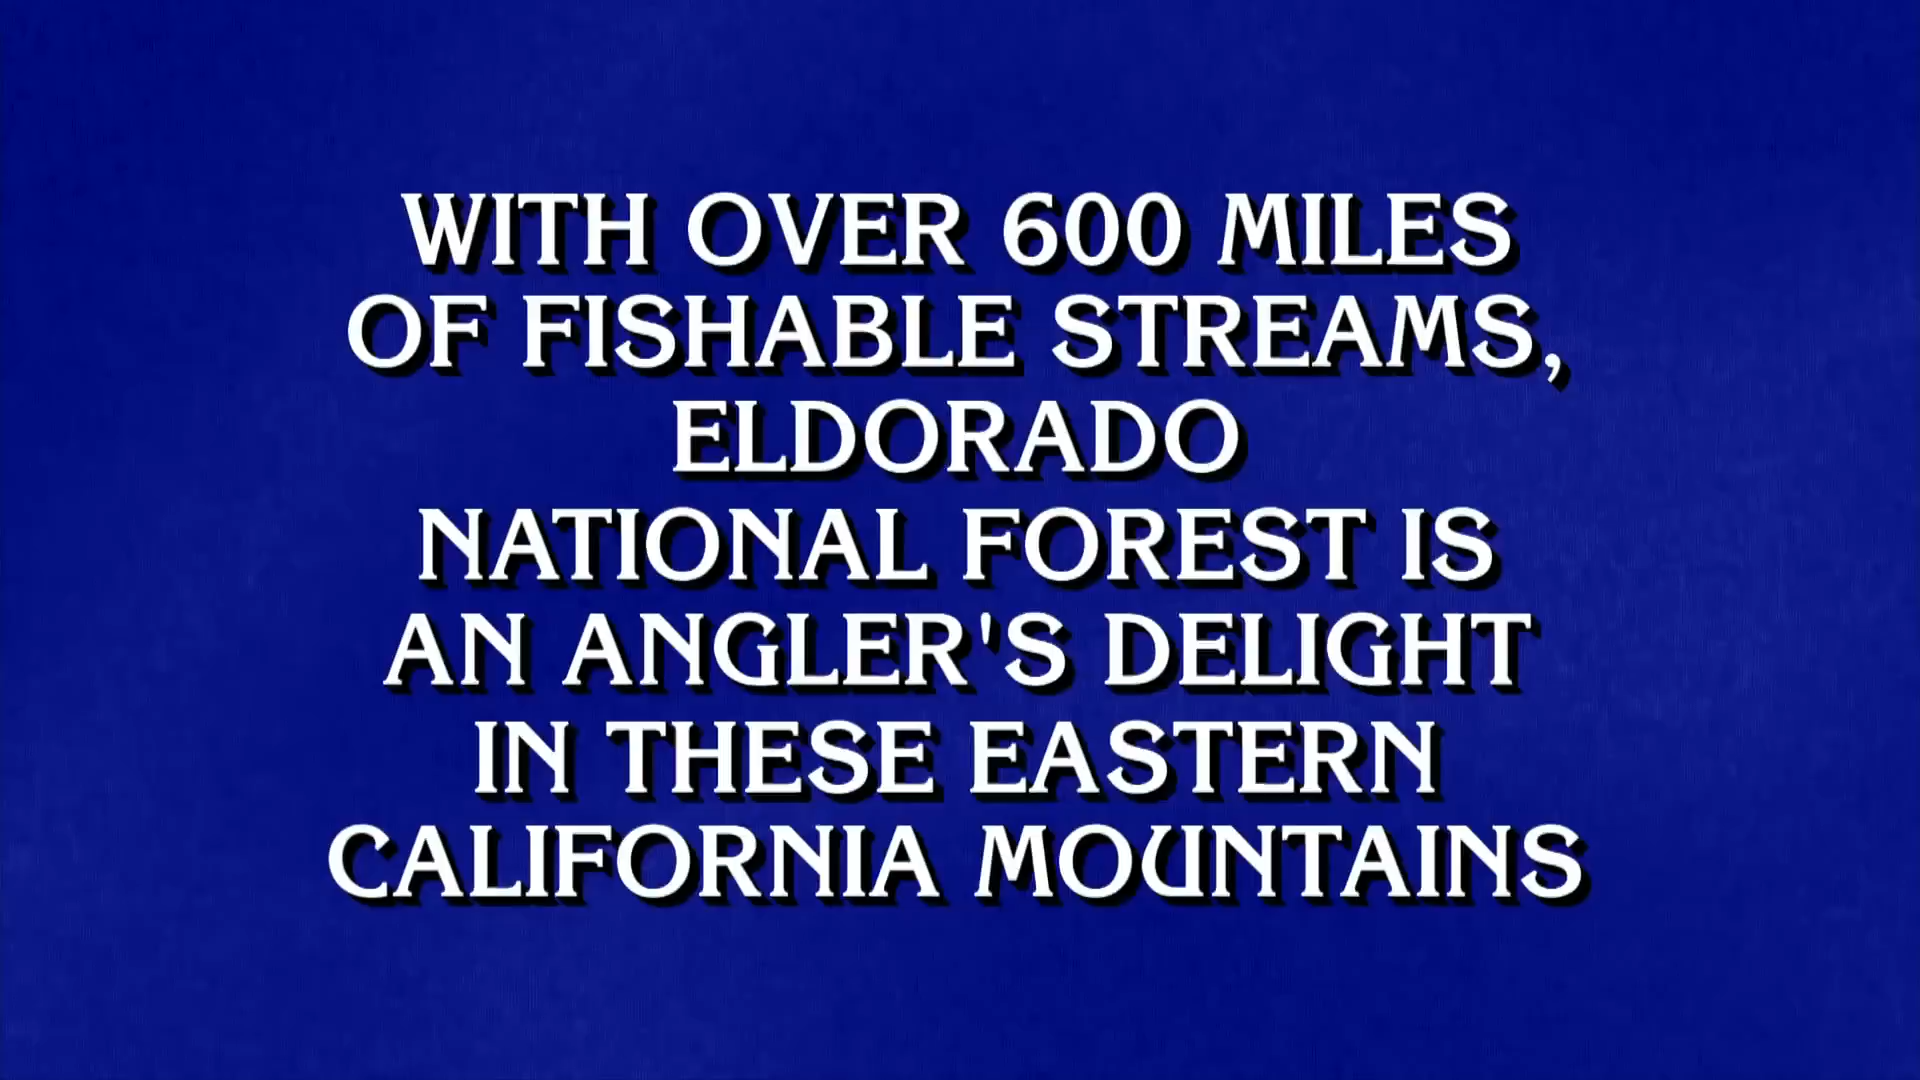 WITH OVER 600 MILES
OF FISHABLE STREAMS,
ELDORADO
NATIONAL FOREST IS
AN ANGLER'S DELIGHT
IN THESE EASTERN
CALIFORNIA MOUNTAINS